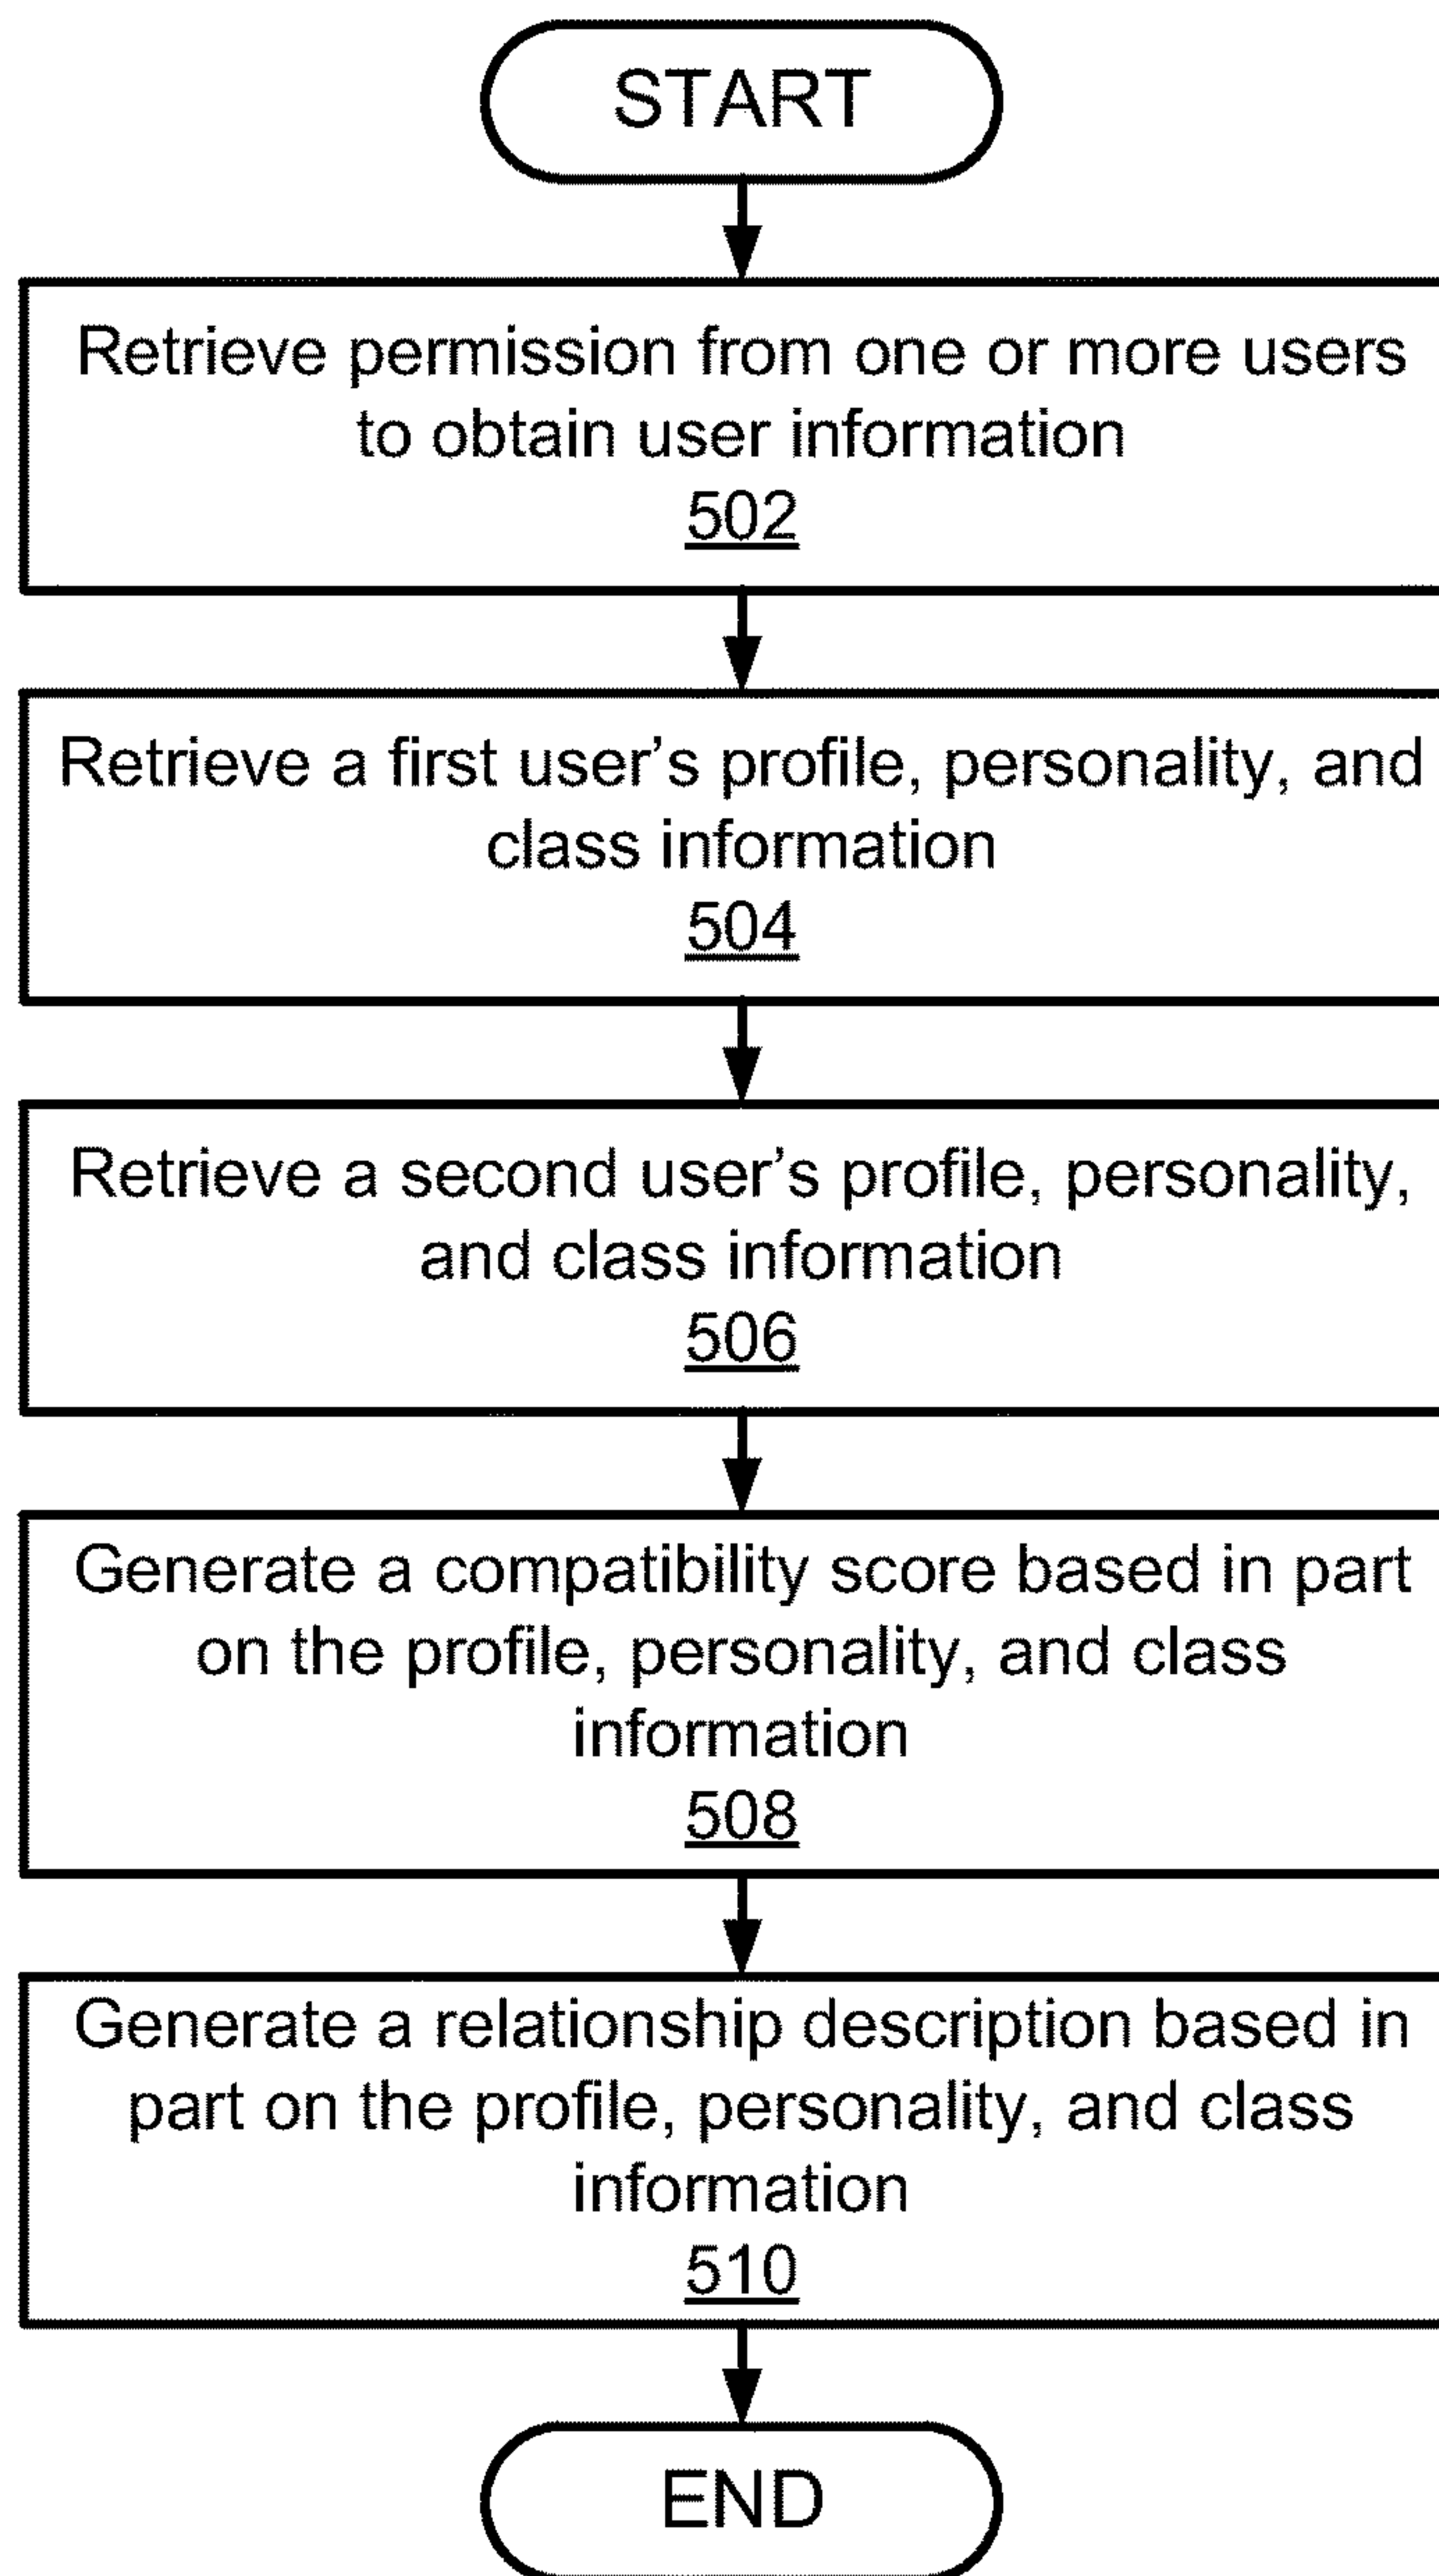 START
Retrieve permission from one or more users
to obtain user information
502
Retrieve a first user’s profile, personality, and
class information
504
Retrieve a second user’s profile, personality,
and class information
506
Generate a compatibility score based in part
on the profile, personality, and class
information
508
Generate a relationship description based in
part on the profile, personality, and class
information
510
END